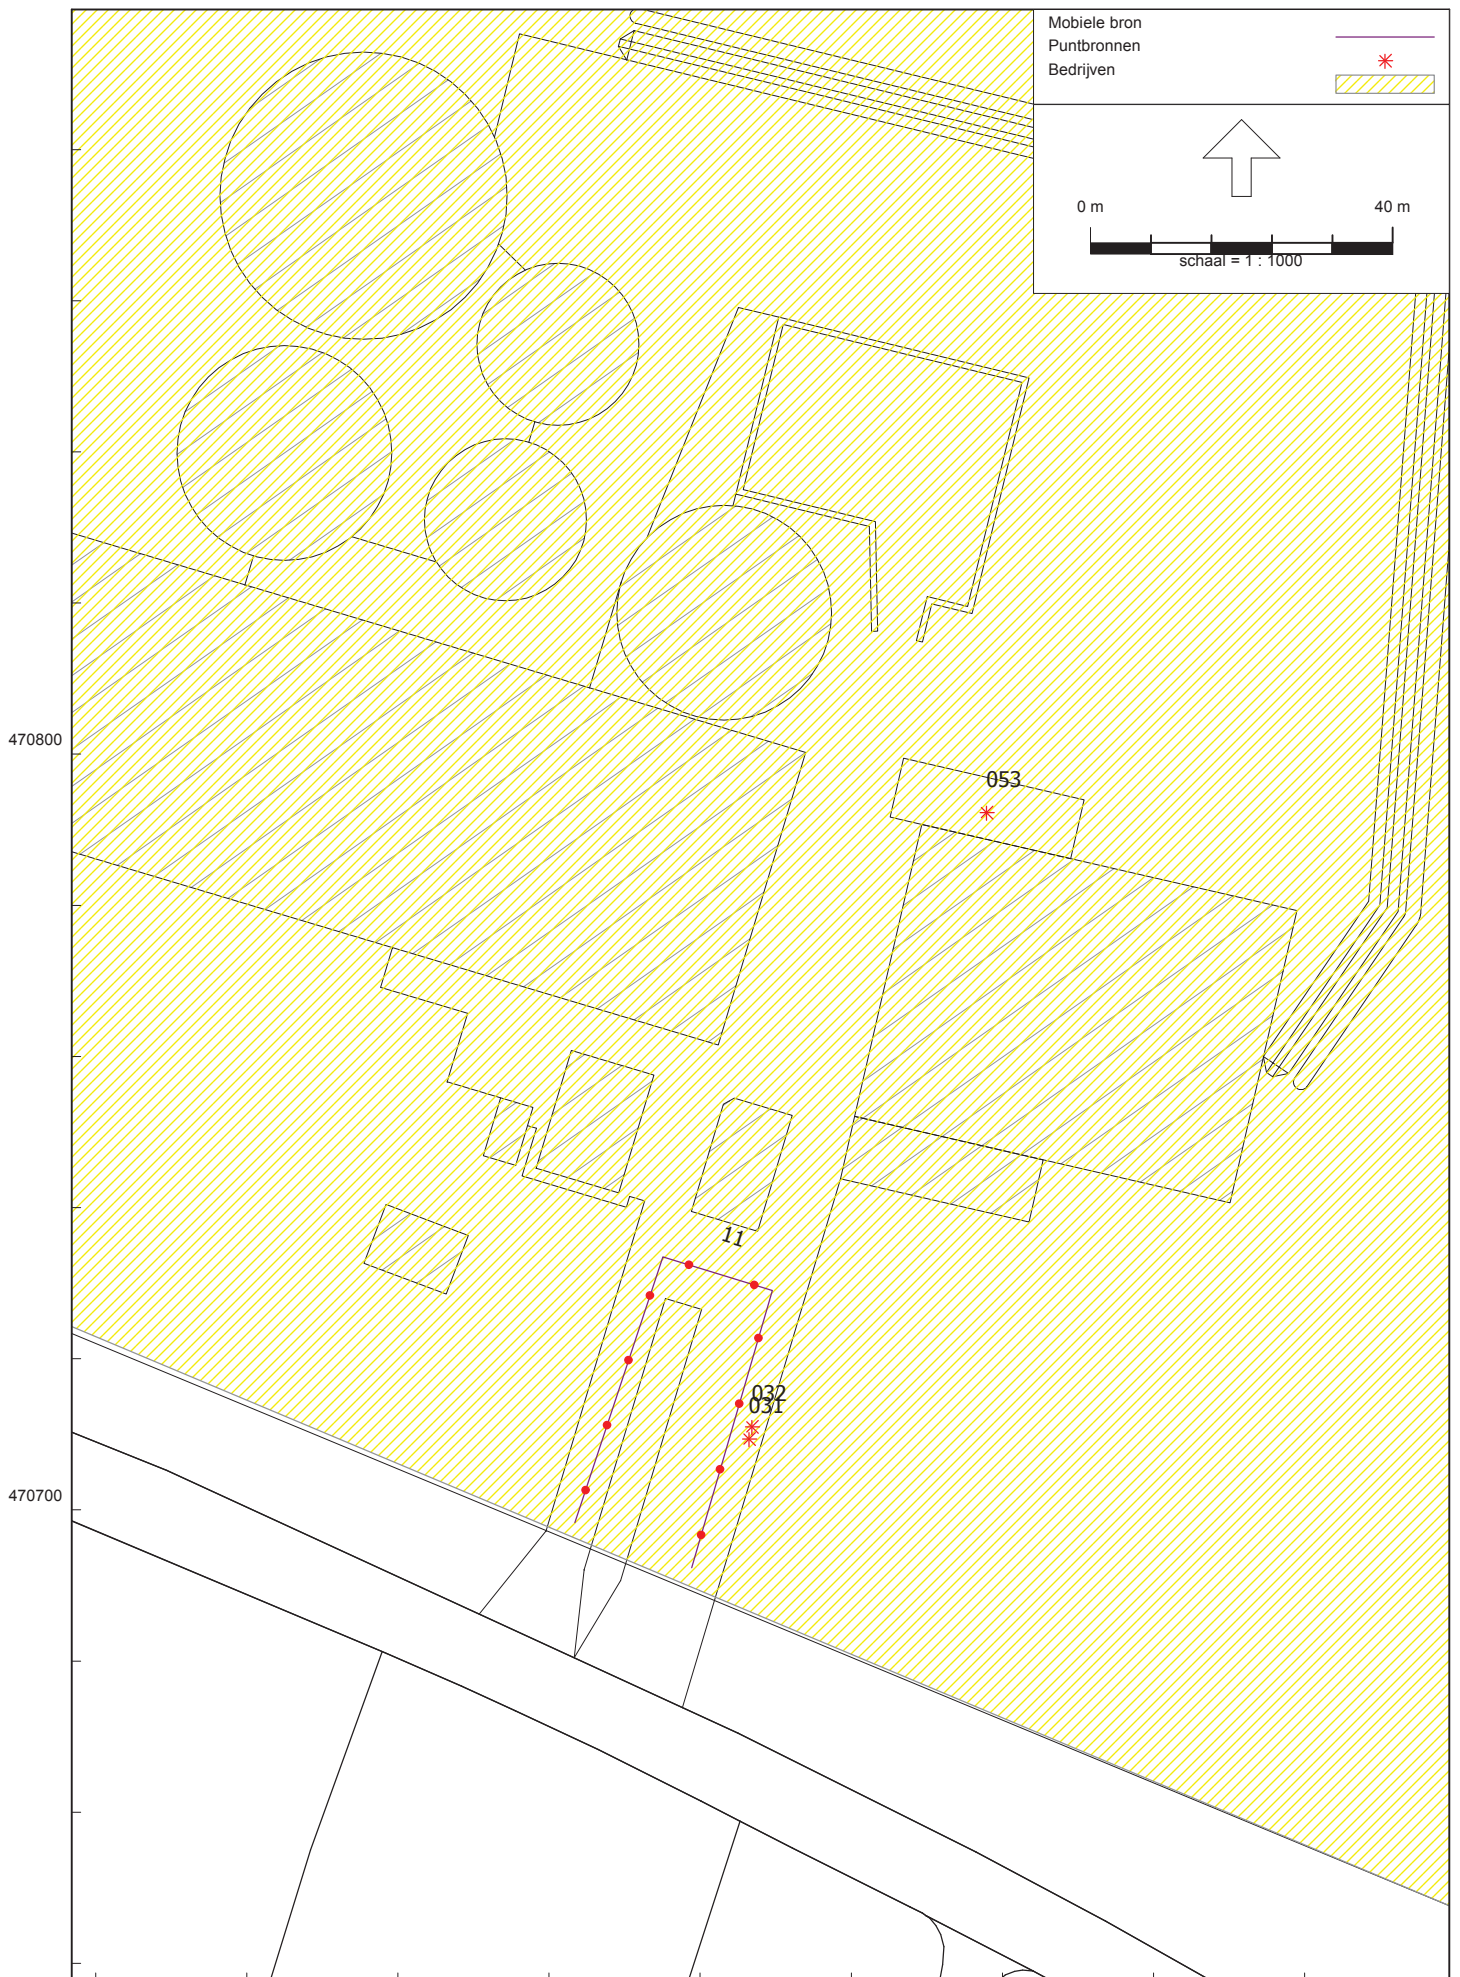 Mobiele bron
Puntbronnen
Bedrijven
0 m 40 m
schaal = 1 : 1000
470800
053
11
032
031
470700